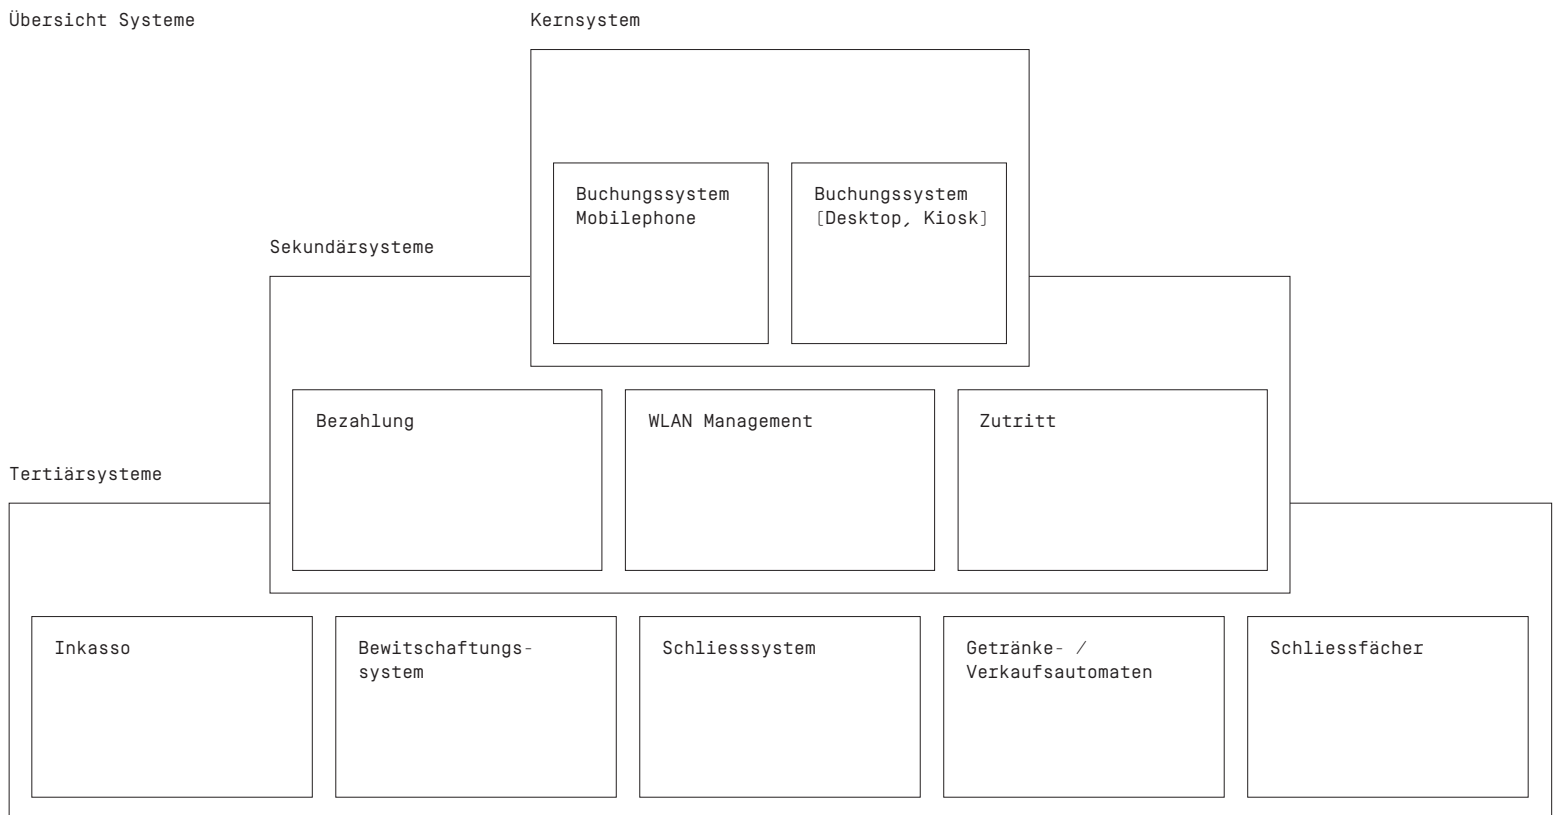 Übersicht Systeme
Kernsystem
Buchungssystem
Mobilephone
Buchungssystem
[Desktop, Kiosk]
Sekundärsysteme
Bezahlung
WLAN Management
Zutritt
Tertiärsysteme
Inkasso
Bewitschaftungs-
system
Schliesssystem
Getränke- /
Verkaufsautomaten
Schliessfächer